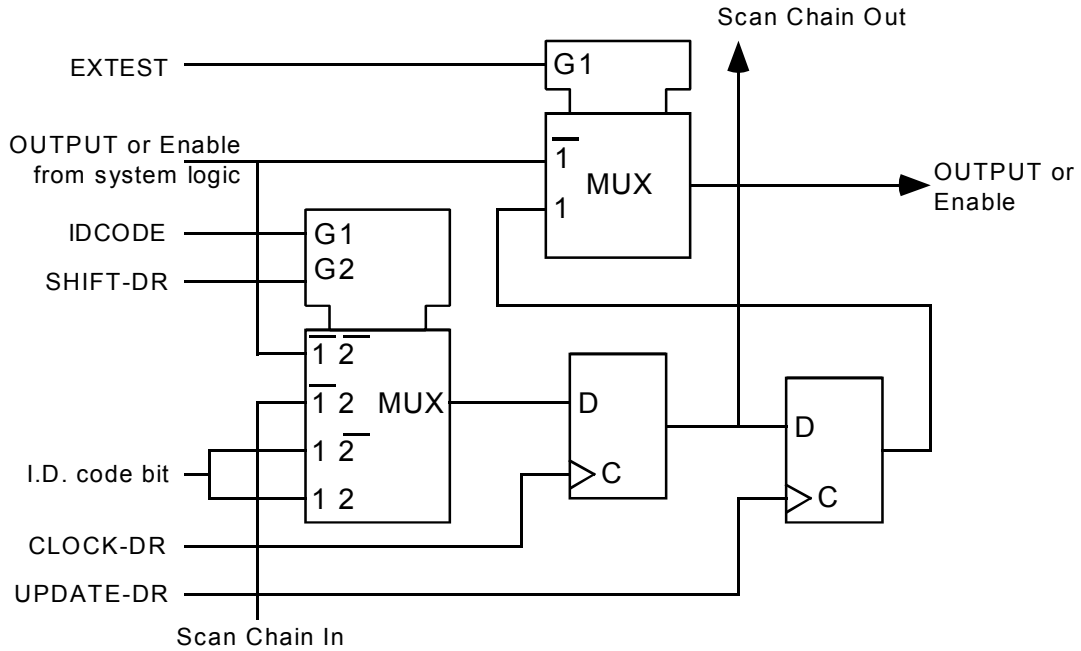 Scan Chain Out
EXTEST
G1
OUTPUT or Enable
from system logic
1
MUX
1
OUTPUT or
Enable
IDCODE
G1
SHIFT-DR
G2
1 2
1 2
MUX
D
D
1 2
I.D. code bit
C
1 2
C
CLOCK-DR
UPDATE-DR
Scan Chain In